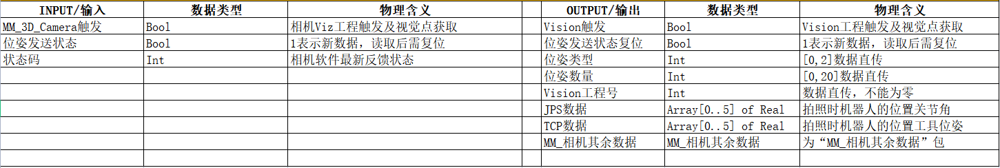 INPUT/输入 数据类型 物理含义 OUTPUT/输出 数据类型 物理含义
MM_3D_Camera触发 Bool 相机Viz工程触发及视觉点获取 Vision触发 Bool Vision工程触发及视觉点获取
位姿发送状态 Bool 1表示新数据，读取后需复位 位姿发送状态复位 Bool 1表示新数据，读取后需复位
状态码 Int 相机软件最新反馈状态 位姿类型 Int [0,2]数据直传
位姿数量 Int [0,20]数据直传
Vision工程号 Int 数据直传，不能为零
JPS数据 Array[0..5] of Real 拍照时机器人的位置关节角
TCP数据 Array[0..5] of Real 拍照时机器人的位置工具位姿
MM_相机其余数据 MM_相机其余数据 为“MM_相机其余数据”包